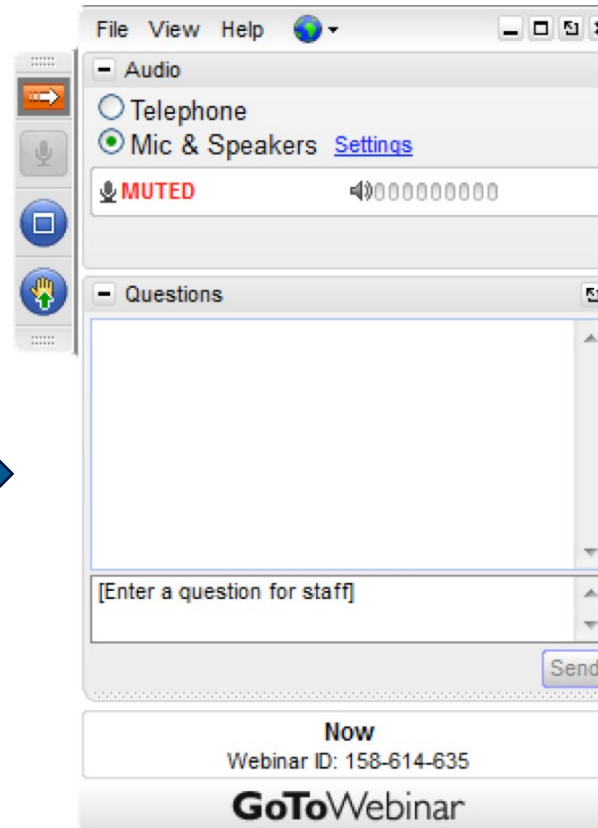 File View Help
Audio
Telephone
Mic & Speakers Settings
MUTED
Questions
[Enter a question for staff]
Send
Now
Webinar ID: 158-614-635
GoToWebinar